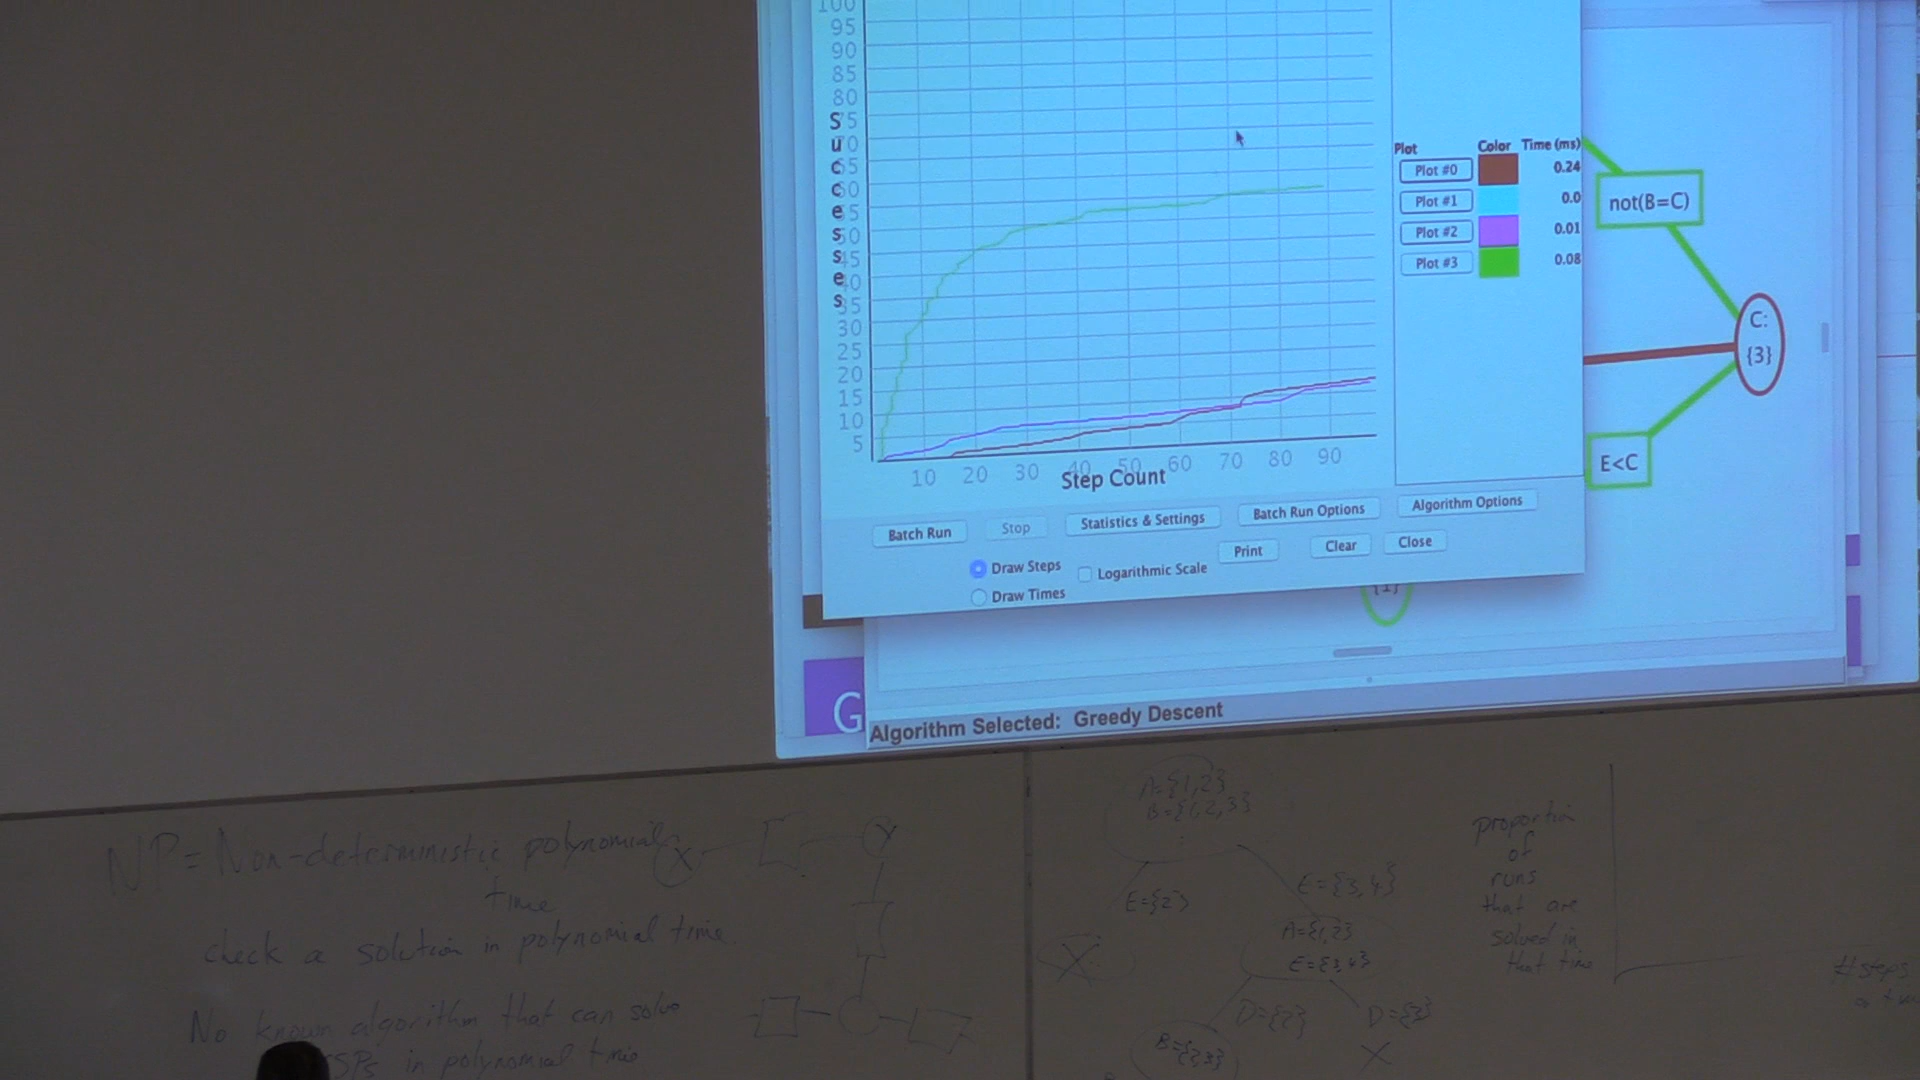 100
95
90
85
80
75
70
65
60
55
50
45
40
35
30
25
20
15
10
5
Successes
10 20 30 40 50 60 70 80 90
Step Count
Plot Color Time (ms)
Plot #0 0.24
Plot #1 0.0
Plot #2 0.01
Plot #3 0.08
Batch Run Stop Statistics & Settings Batch Run Options Algorithm Options
Print Clear Close
Draw Steps Logarithmic Scale
Draw Times
not(B=C)
C:
{3}
E<C
{1}
G
Algorithm Selected: Greedy Descent
NP = Non-deterministic polynomial
time
check a solution in polynomial time
No known algorithm that can solve
CSPs in polynomial time
X
Y
A={1,2}
B={1,2,3}
E={2}
E={3,4}
A={1,2}
E={3,4}
X
D={2}
D={3}
B={2,3}
X
proportion
of
runs
that are
solved in
that time
#steps